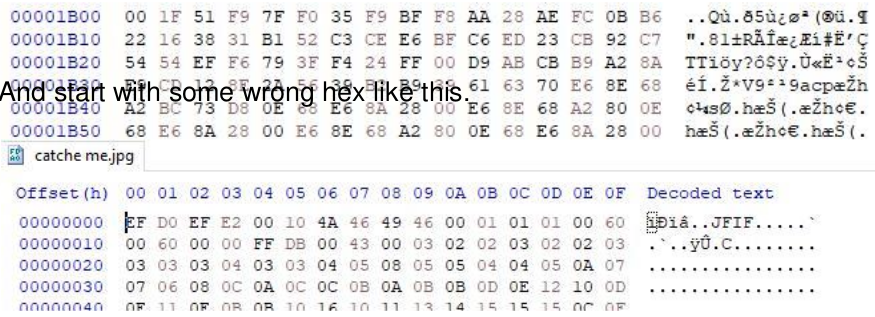 00001B00 00 1F 51 F9 7F F0 35 F9 BF F8 AA 28 AE FC 0B B6 ..Qù.ð5ù¿øª(®ü.¶
00001B10 22 16 38 31 B1 52 C3 CE E6 BF C6 ED 23 CB 92 C7 ".81±RÃÎæ¿Æí#Ë'Ç
00001B20 54 54 EF F6 79 3F F4 24 FF 00 D9 AB CB B9 A2 8A TTïöy?ô$ÿ.Ù«Ë¹¢Š
61 63 70 E6 8E 68 éÍ.Ž*V9²¹9acpæŽh
And start with some wrong hex like this.
00001B40 A2 BC 73 D8 0E 68 E6 8A 28 00 E6 8E 68 A2 80 0E ¢¼sØ.hæŠ(.æŽh¢€.
00001B50 68 E6 8A 28 00 E6 8E 68 A2 80 0E 68 E6 8A 28 00 hæŠ(.æŽh¢€.hæŠ(.
catche me.jpg
Offset(h) 00 01 02 03 04 05 06 07 08 09 0A 0B 0C 0D 0E 0F Decoded text
00000000 EF D0 EF E2 00 10 4A 46 49 46 00 01 01 01 00 60 ïÐïâ..JFIF.....`
00000010 00 60 00 00 FF DB 00 43 00 03 02 02 03 02 02 03 .`..ÿÛ.C........
00000020 03 03 03 04 03 03 04 05 08 05 05 04 04 05 0A 07 ................
00000030 07 06 08 0C 0A 0C 0C 0B 0A 0B 0B 0D 0E 12 10 0D ................
00000040 0E 11 0E 0B 0B 10 16 10 11 13 14 15 15 15 0C 0F